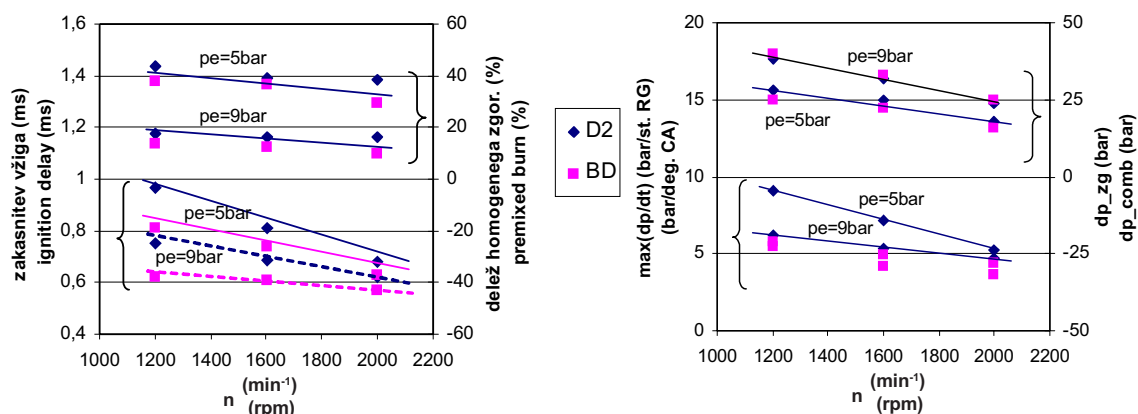 zakasnitev vžiga (ms)
ignition delay (ms)
1,6
1,4
1,2
1
0,8
0,6
0,4
pe=5bar
pe=9bar
pe=5bar
pe=9bar
60
40
20
0
-20
-40
-60
delež homogenega zgor. (%)
premixed burn (%)
1000 1200 1400 1600 1800 2000 2200
n (min⁻¹)
(rpm)
D2
BD
max(dp/dt) (bar/st. RG)
(bar/deg. CA)
20
15
10
5
0
pe=9bar
pe=5bar
pe=5bar
pe=9bar
50
25
0
-25
-50
dp_zg (bar)
dp_comb (bar)
1000 1200 1400 1600 1800 2000 2200
n (min⁻¹)
(rpm)